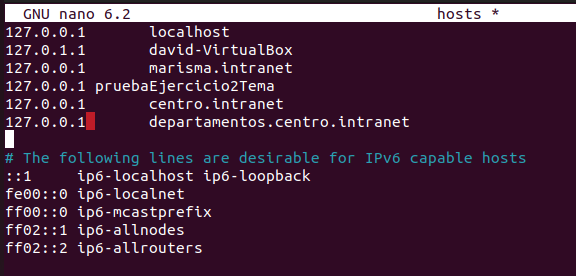 GNU nano 6.2 hosts *
127.0.0.1 localhost
127.0.1.1 david-VirtualBox
127.0.0.1 marisma.intranet
127.0.0.1 pruebaEjercicio2Tema
127.0.0.1 centro.intranet
127.0.0.1 departamentos.centro.intranet
# The following lines are desirable for IPv6 capable hosts
::1 ip6-localhost ip6-loopback
fe00::0 ip6-localnet
ff00::0 ip6-mcastprefix
ff02::1 ip6-allnodes
ff02::2 ip6-allrouters